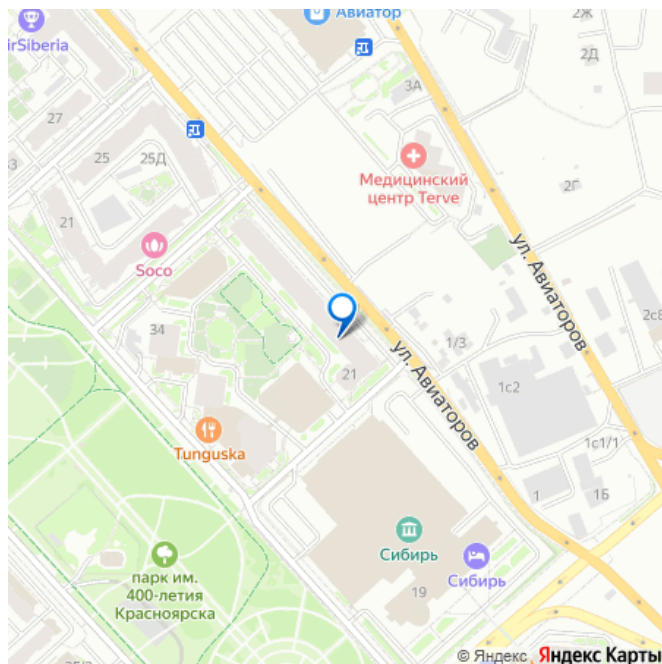 Авиатор
2Ж
irSiberia
2Д
3А
27
Медицинский
центр Terve
25
25Д
2Г
21
ул. Авиаторов
Soco
2с8
34
1/3
ул. Авиаторов
21
1с2
Tunguska
1с1/1
1
1Б
Сибирь
Сибирь
парк им.
400-летия
Красноярска
19
© Яндекс Яндекс Карты